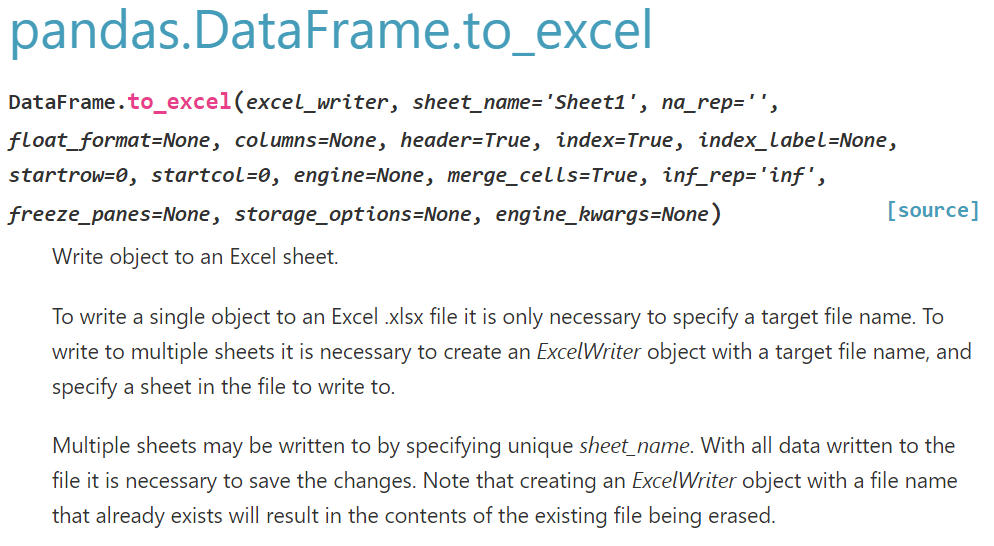 pandas.DataFrame.to_excel
DataFrame.to_excel(excel_writer, sheet_name='Sheet1', na_rep='',
float_format=None, columns=None, header=True, index=True, index_label=None,
startrow=0, startcol=0, engine=None, merge_cells=True, inf_rep='inf',
freeze_panes=None, storage_options=None, engine_kwargs=None) [source]
Write object to an Excel sheet.
To write a single object to an Excel .xlsx file it is only necessary to specify a target file name. To
write to multiple sheets it is necessary to create an ExcelWriter object with a target file name, and
specify a sheet in the file to write to.
Multiple sheets may be written to by specifying unique sheet_name. With all data written to the
file it is necessary to save the changes. Note that creating an ExcelWriter object with a file name
that already exists will result in the contents of the existing file being erased.